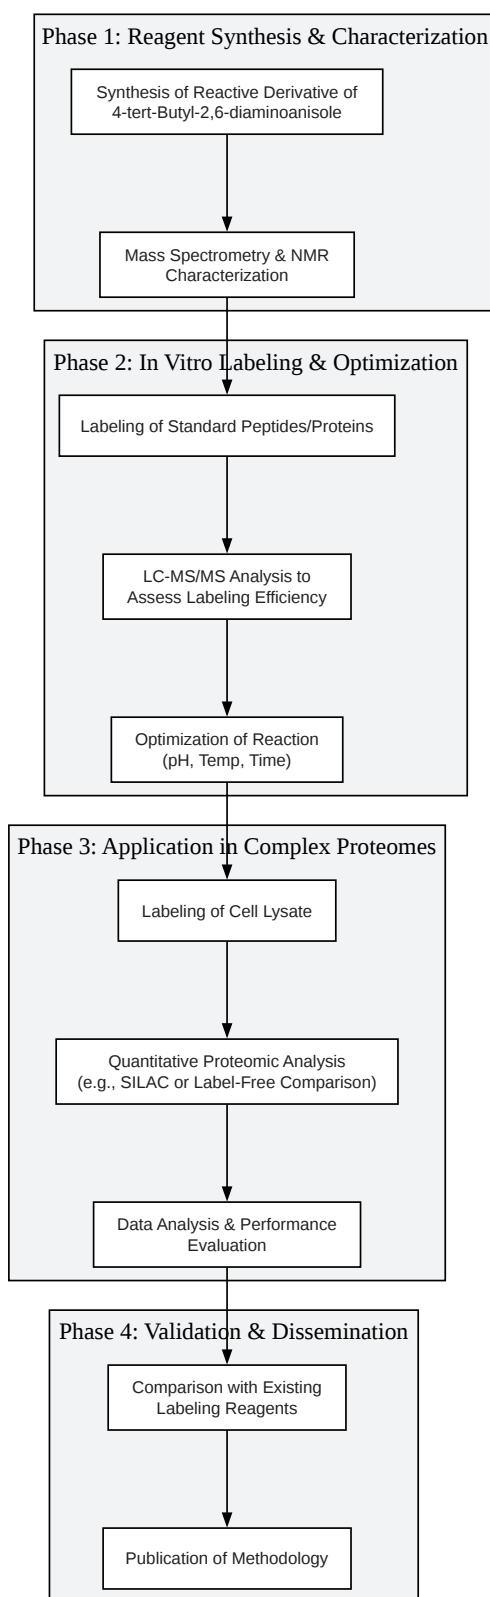 Phase 1: Reagent Synthesis & Characterization
Synthesis of Reactive Derivative of
4-tert-Butyl-2,6-diaminoanisole
Mass Spectrometry & NMR
Characterization
Phase 2: In Vitro Labeling & Optimization
Labeling of Standard Peptides/Proteins
LC-MS/MS Analysis to
Assess Labeling Efficiency
Optimization of Reaction
(pH, Temp, Time)
Phase 3: Application in Complex Proteomes
Labeling of Cell Lysate
Quantitative Proteomic Analysis
(e.g., SILAC or Label-Free Comparison)
Data Analysis & Performance
Evaluation
Phase 4: Validation & Dissemination
Comparison with Existing
Labeling Reagents
Publication of Methodology